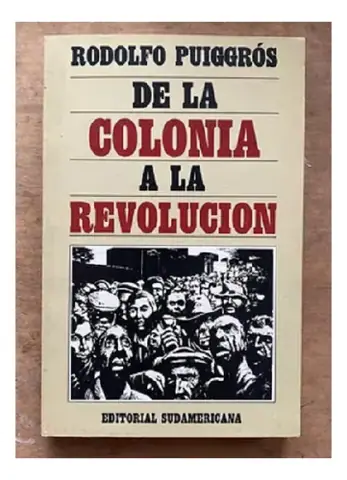 RODOLFO PUIGGRÓS
DE LA
COLONIA
A LA
REVOLUCION
EDITORIAL SUDAMERICANA